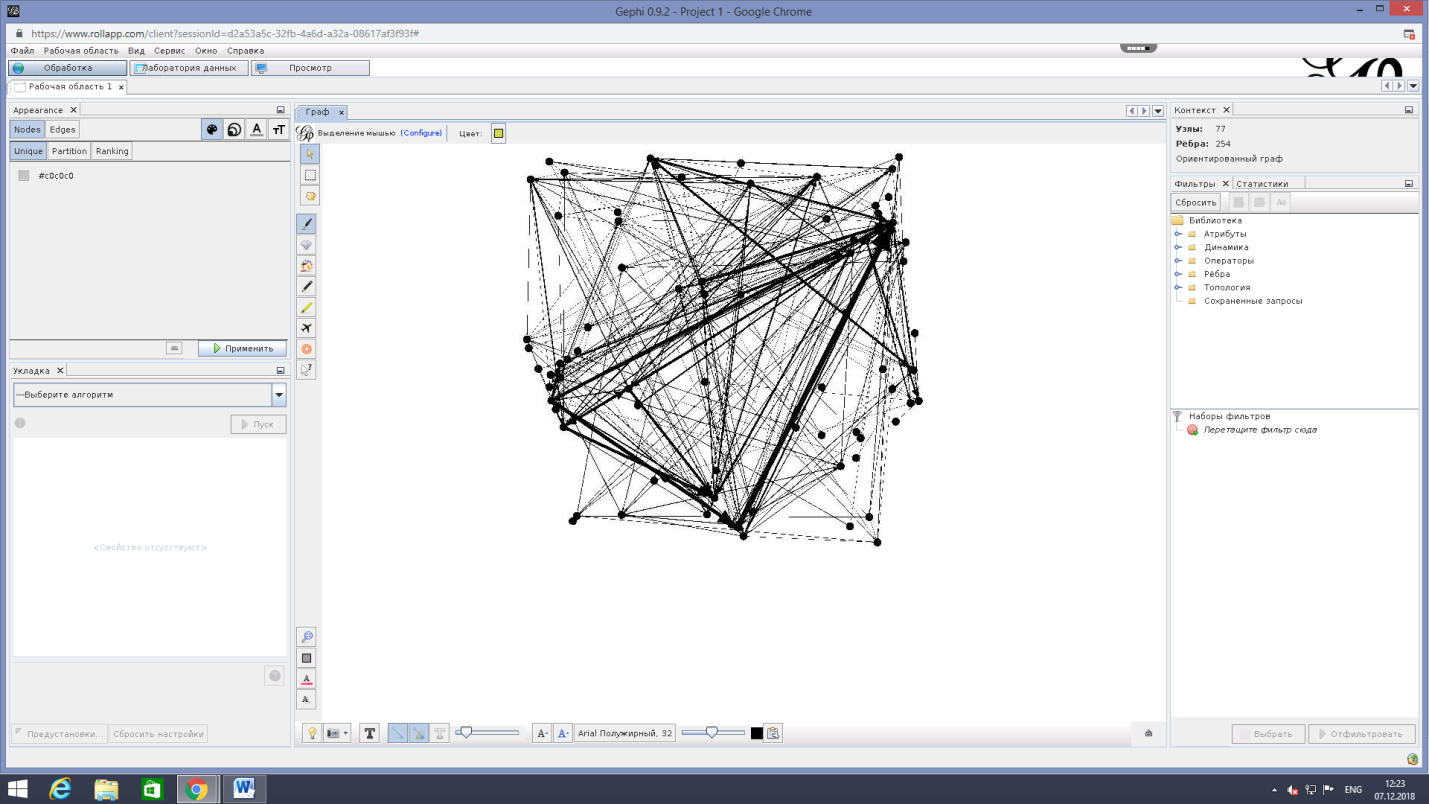 Gephi 0.9.2 - Project 1 - Google Chrome
https://www.rollapp.com/client?sessionId=d2a53a5c-32fb-4a6d-a32a-08617af3f93f#
Файл Рабочая область Вид Сервис Окно Справка
Обработка Лаборатория данных Просмотр
Рабочая область 1
Appearance
Nodes Edges
Unique Partition Ranking
#c0c0c0
Применить
Укладка
---Выберите алгоритм
Пуск
<Свойства отсутствуют>
Предустановки... Сбросить настройки
Граф
Выделение мышью (Configure) Цвет:
Arial Полужирный, 32
Контекст
Узлы: 77
Рёбра: 254
Ориентированный граф
Фильтры Статистики
Сбросить
Библиотека
Атрибуты
Динамика
Операторы
Рёбра
Топология
Сохраненные запросы
Наборы фильтров
Перетащите фильтр сюда
Выбрать Отфильтровать
ENG
12:23
07.12.2018